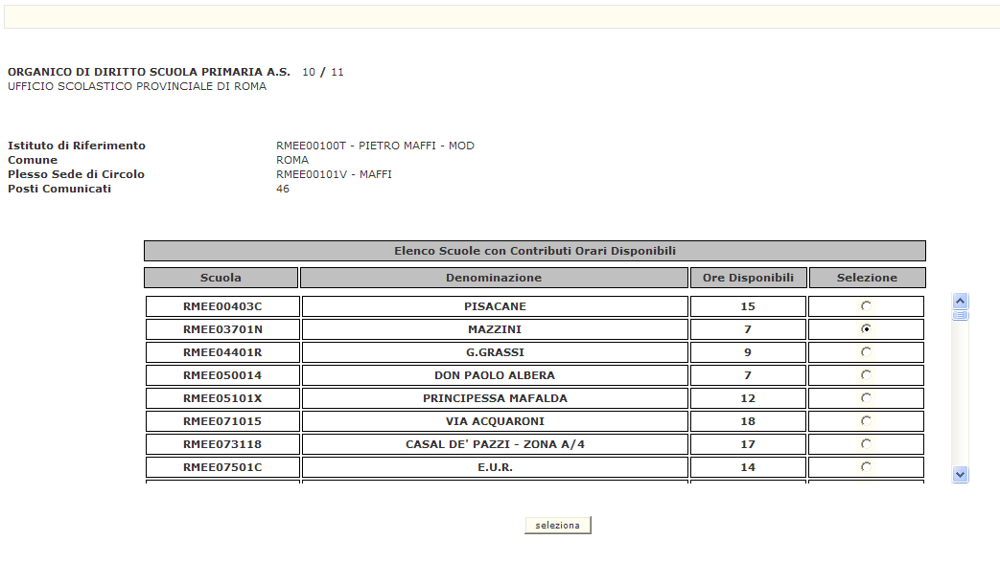 ORGANICO DI DIRITTO SCUOLA PRIMARIA A.S. 10 / 11
UFFICIO SCOLASTICO PROVINCIALE DI ROMA
Istituto di Riferimento RMEE00100T - PIETRO MAFFI - MOD
Comune ROMA
Plesso Sede di Circolo RMEE00101V - MAFFI
Posti Comunicati 46
Elenco Scuole con Contributi Orari Disponibili
Scuola Denominazione Ore Disponibili Selezione
RMEE00403C PISACANE 15
RMEE03701N MAZZINI 7
RMEE04401R G.GRASSI 9
RMEE050014 DON PAOLO ALBERA 7
RMEE05101X PRINCIPESSA MAFALDA 12
RMEE071015 VIA ACQUARONI 18
RMEE073118 CASAL DE' PAZZI - ZONA A/4 17
RMEE07501C E.U.R. 14
seleziona